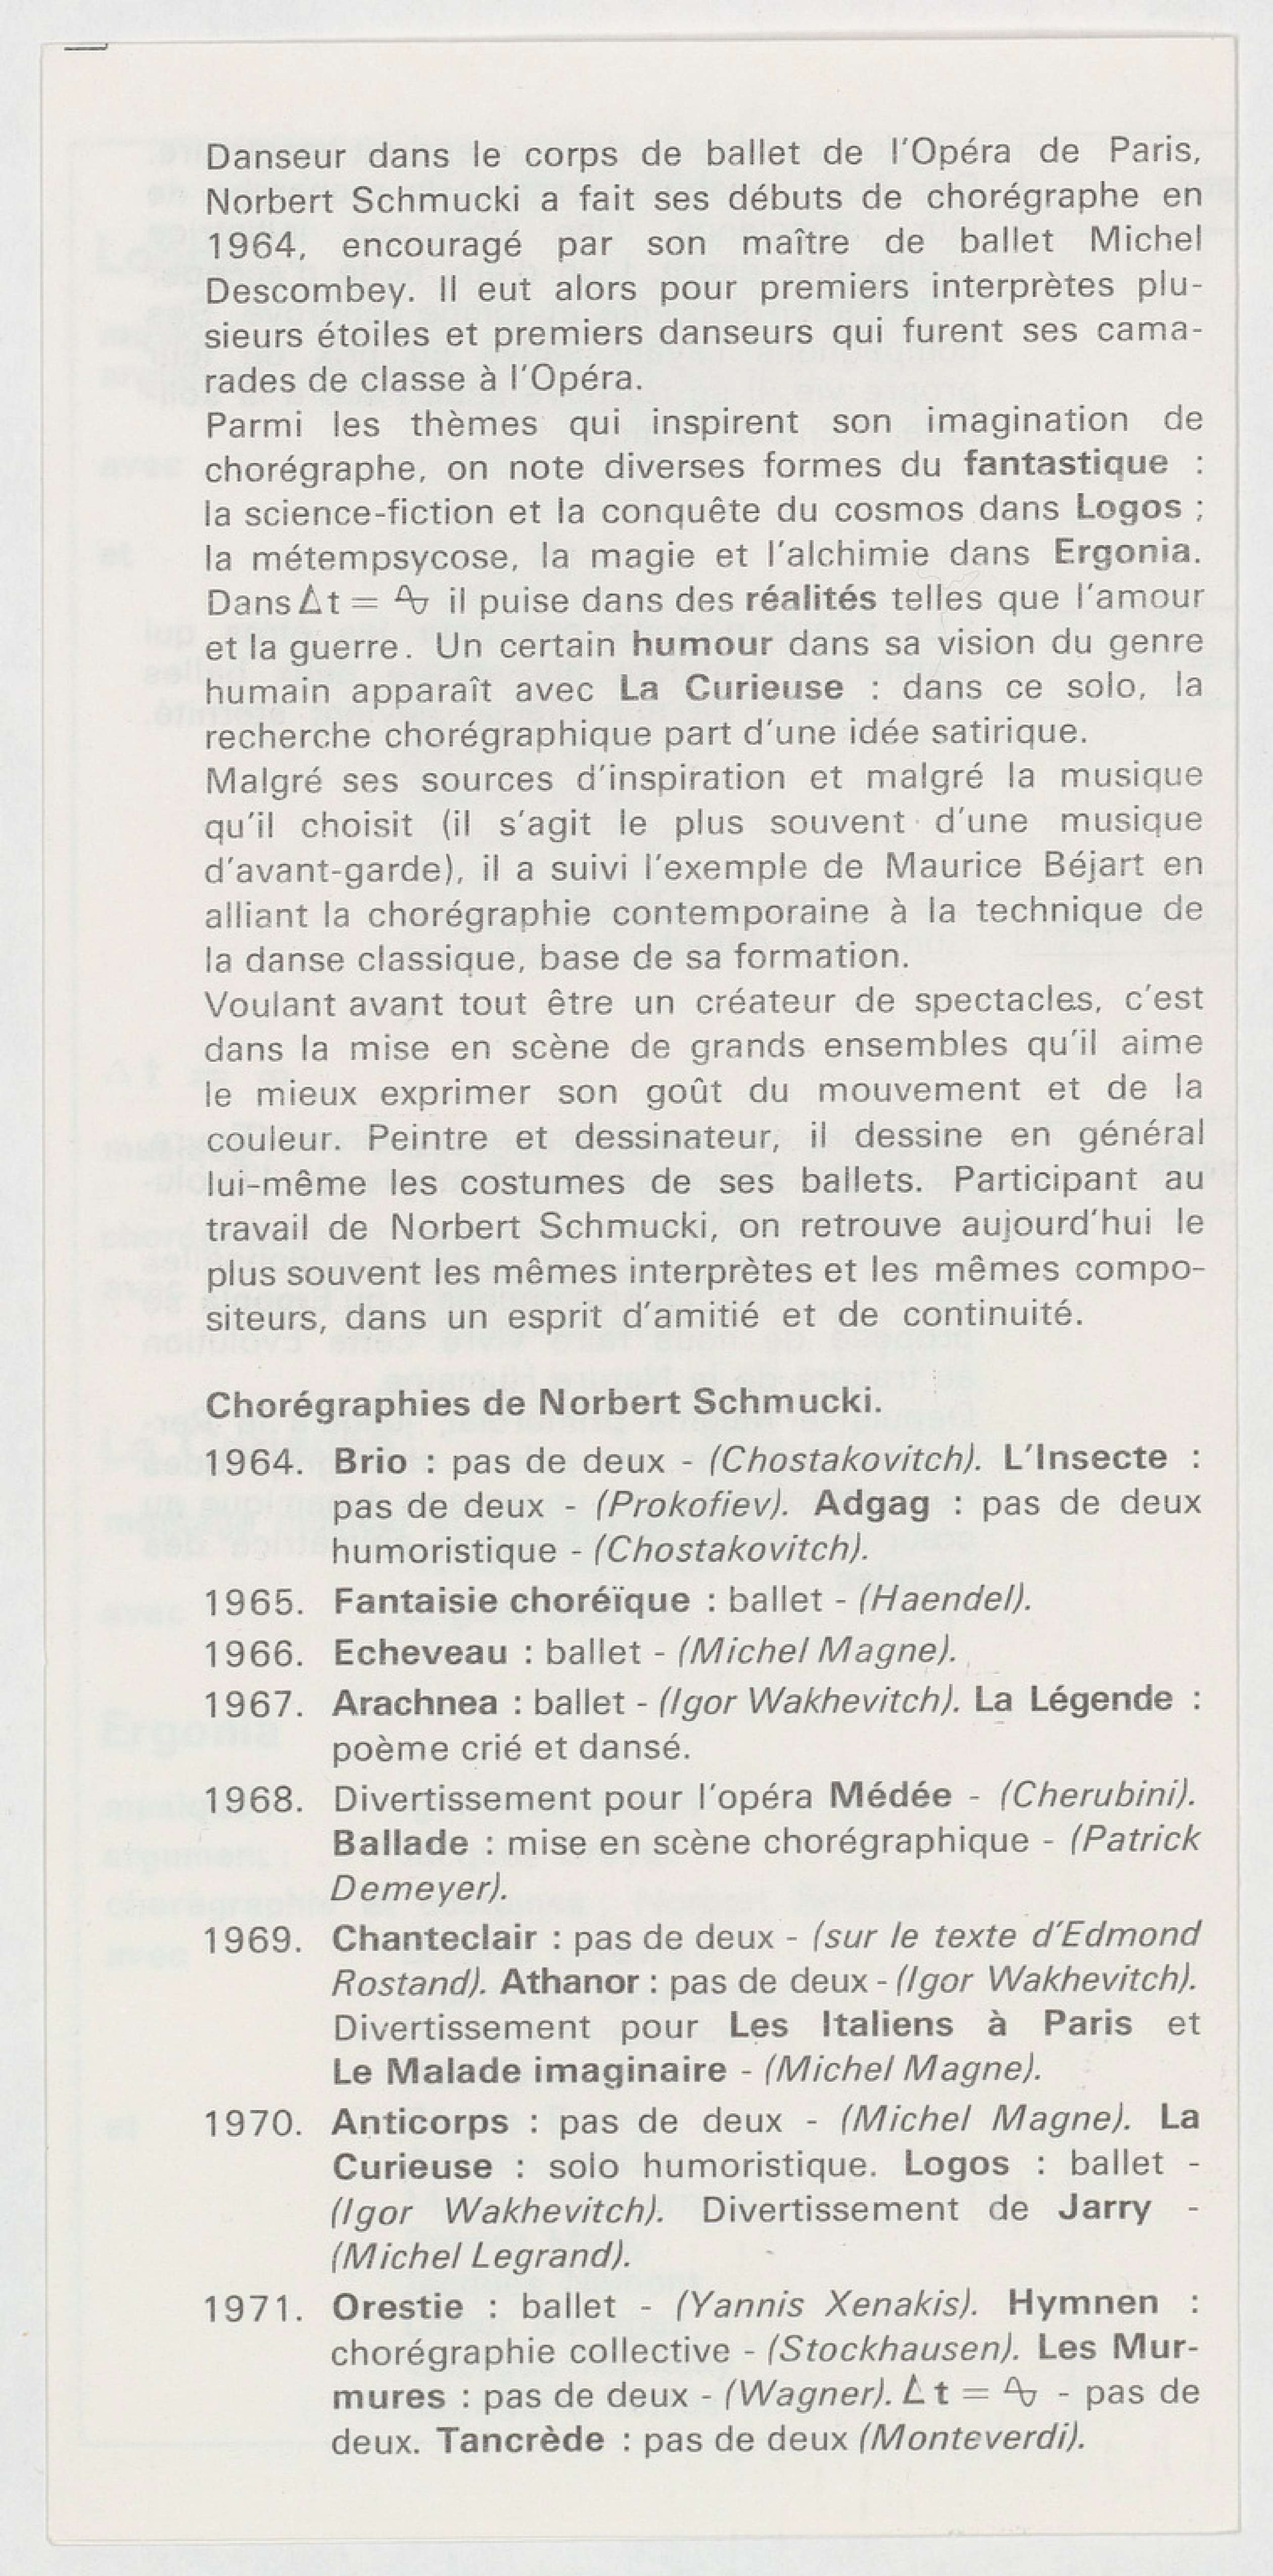 Danseur dans le corps de ballet de l'Opéra de Paris,
Norbert Schmucki a fait ses débuts de chorégraphe en
1964, encouragé par son maître de ballet Michel
Descombey. Il eut alors pour premiers interprètes plu-
sieurs étoiles et premiers danseurs qui furent ses cama-
rades de classe à l'Opéra.
Parmi les thèmes qui inspirent son imagination de
chorégraphe, on note diverses formes du fantastique :
la science-fiction et la conquête du cosmos dans Logos ;
la métempsycose, la magie et l'alchimie dans Ergonia.
Dans Δt = ∿ il puise dans des réalités telles que l'amour
et la guerre. Un certain humour dans sa vision du genre
humain apparaît avec La Curieuse : dans ce solo, la
recherche chorégraphique part d'une idée satirique.
Malgré ses sources d'inspiration et malgré la musique
qu'il choisit (il s'agit le plus souvent d'une musique
d'avant-garde), il a suivi l'exemple de Maurice Béjart en
alliant la chorégraphie contemporaine à la technique de
la danse classique, base de sa formation.
Voulant avant tout être un créateur de spectacles, c'est
dans la mise en scène de grands ensembles qu'il aime
le mieux exprimer son goût du mouvement et de la
couleur. Peintre et dessinateur, il dessine en général
lui-même les costumes de ses ballets. Participant au
travail de Norbert Schmucki, on retrouve aujourd'hui le
plus souvent les mêmes interprètes et les mêmes compo-
siteurs, dans un esprit d'amitié et de continuité.
Chorégraphies de Norbert Schmucki.
1964. Brio : pas de deux - (Chostakovitch). L'Insecte :
pas de deux - (Prokofiev). Adgag : pas de deux
humoristique - (Chostakovitch).
1965. Fantaisie choréïque : ballet - (Haendel).
1966. Echeveau : ballet - (Michel Magne).
1967. Arachnea : ballet - (Igor Wakhevitch). La Légende :
poème crié et dansé.
1968. Divertissement pour l'opéra Médée - (Cherubini).
Ballade : mise en scène chorégraphique - (Patrick
Demeyer).
1969. Chanteclair : pas de deux - (sur le texte d'Edmond
Rostand). Athanor : pas de deux - (Igor Wakhevitch).
Divertissement pour Les Italiens à Paris et
Le Malade imaginaire - (Michel Magne).
1970. Anticorps : pas de deux - (Michel Magne). La
Curieuse : solo humoristique. Logos : ballet -
(Igor Wakhevitch). Divertissement de Jarry -
(Michel Legrand).
1971. Orestie : ballet - (Yannis Xenakis). Hymnen :
chorégraphie collective - (Stockhausen). Les Mur-
mures : pas de deux - (Wagner). Δt = ∿ - pas de
deux. Tancrède : pas de deux (Monteverdi).